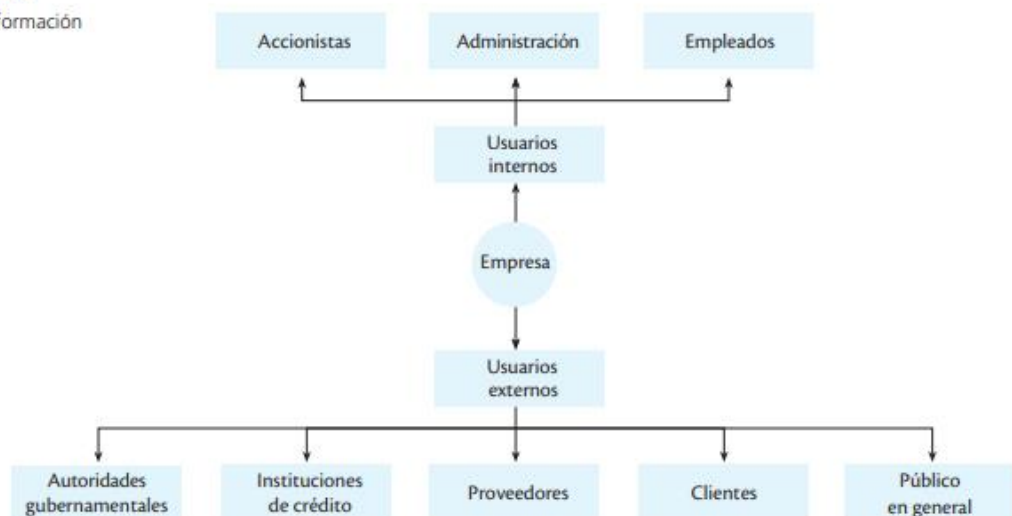 formación
Accionistas
Administración
Empleados
Usuarios
internos
Empresa
Usuarios
externos
Autoridades
gubernamentales
Instituciones
de crédito
Proveedores
Clientes
Público
en general